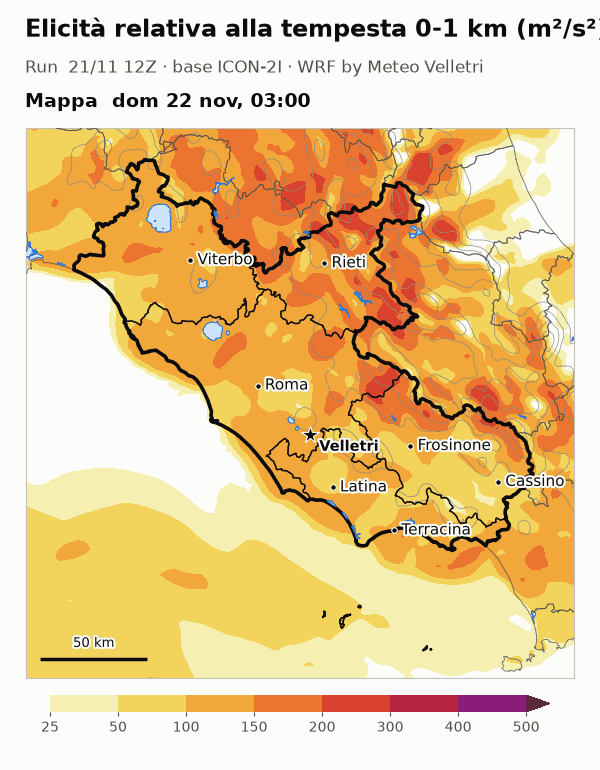 Elicità relativa alla tempesta 0-1 km (m²/s²)
Run 21/11 12Z · base ICON-2I · WRF by Meteo Velletri
Mappa dom 22 nov, 03:00
Viterbo
Rieti
Roma
Velletri
Frosinone
Cassino
Latina
Terracina
50 km
25 50 100 150 200 300 400 500